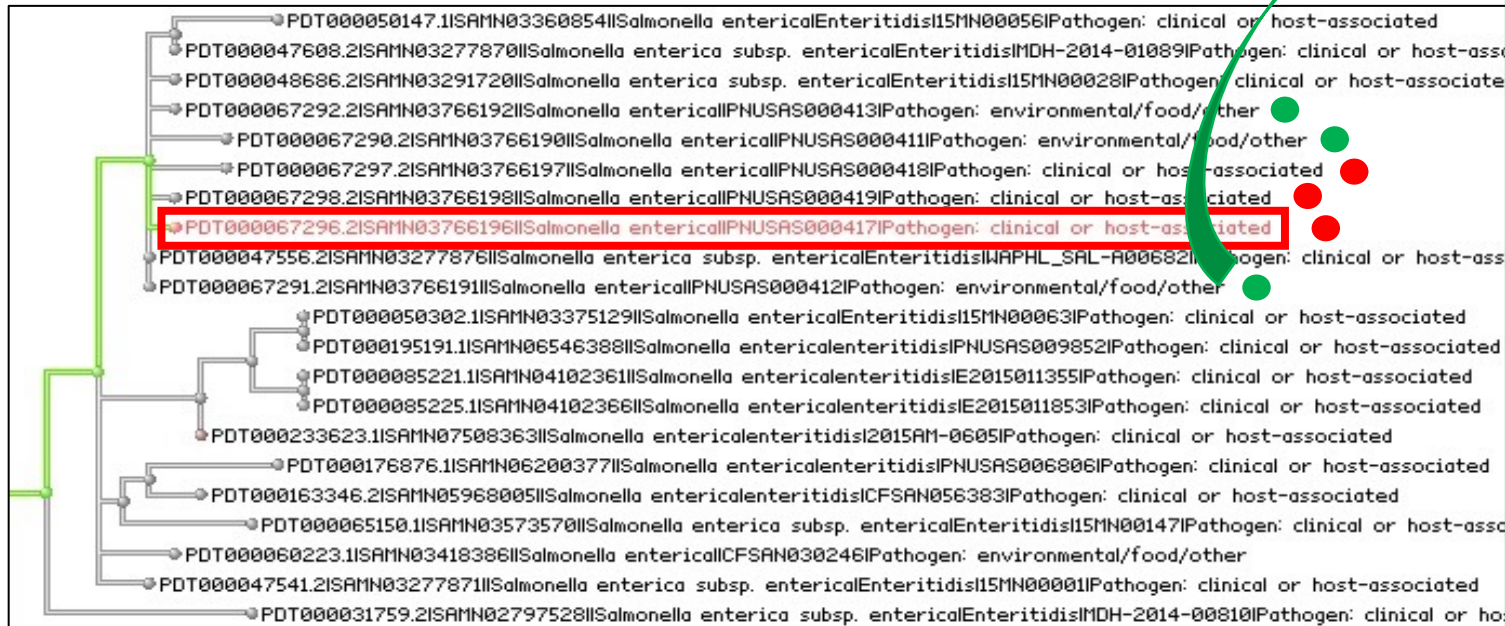 PDT000050147.1|SAMN03360854||Salmonella enterica|Enteritidis|15MN00056|Pathogen: clinical or host-associated
PDT000047608.2|SAMN03277870||Salmonella enterica subsp. enterica|Enteritidis|MDH-2014-01089|Pathogen: clinical or host-asso
PDT000048686.2|SAMN03291720||Salmonella enterica subsp. enterica|Enteritidis|15MN00028|Pathogen: clinical or host-associate
PDT000067292.2|SAMN03766192||Salmonella enterica||PNUSAS000413|Pathogen: environmental/food/other
PDT000067290.2|SAMN03766190||Salmonella enterica||PNUSAS000411|Pathogen: environmental/food/other
PDT000067297.2|SAMN03766197||Salmonella enterica||PNUSAS000418|Pathogen: clinical or host-associated
PDT000067298.2|SAMN03766198||Salmonella enterica||PNUSAS000419|Pathogen: clinical or host-associated
PDT000067296.2|SAMN03766196||Salmonella enterica||PNUSAS000417|Pathogen: clinical or host-associated
PDT000047556.2|SAMN03277876||Salmonella enterica subsp. enterica|Enteritidis|WAPHL_SAL-A00682| clinical or host-ass
PDT000067291.2|SAMN03766191||Salmonella enterica||PNUSAS000412|Pathogen: environmental/food/other
PDT000050302.1|SAMN03375129||Salmonella enterica|Enteritidis|15MN00063|Pathogen: clinical or host-associated
PDT000195191.1|SAMN06546388||Salmonella enterica|enteritidis|PNUSAS009852|Pathogen: clinical or host-associated
PDT000085221.1|SAMN04102361||Salmonella enterica|enteritidis|E2015011355|Pathogen: clinical or host-associated
PDT000085225.1|SAMN04102366||Salmonella enterica|enteritidis|E2015011853|Pathogen: clinical or host-associated
PDT000233623.1|SAMN07508363||Salmonella enterica|enteritidis|2015AM-0605|Pathogen: clinical or host-associated
PDT000176876.1|SAMN06200377||Salmonella enterica|enteritidis|PNUSAS006806|Pathogen: clinical or host-associated
PDT000163346.2|SAMN05968005||Salmonella enterica|enteritidis|CFSAN056383|Pathogen: clinical or host-associated
PDT000065150.1|SAMN03573570||Salmonella enterica subsp. enterica|Enteritidis|15MN00147|Pathogen: clinical or host-asso
PDT000060223.1|SAMN03418386||Salmonella enterica||CFSAN030246|Pathogen: environmental/food/other
PDT000047541.2|SAMN03277871||Salmonella enterica subsp. enterica|Enteritidis|15MN00001|Pathogen: clinical or host-associated
PDT000031759.2|SAMN02797528||Salmonella enterica subsp. enterica|Enteritidis|MDH-2014-00810|Pathogen: clinical or ho